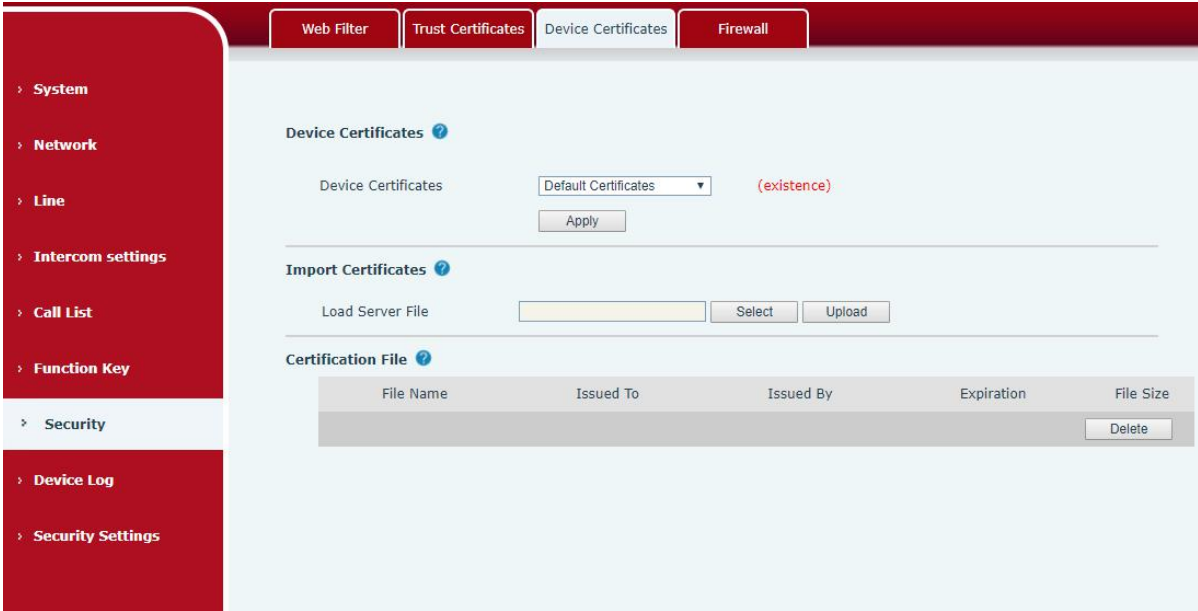 Web Filter Trust Certificates Device Certificates Firewall
System
Network
Line
Intercom settings
Call List
Function Key
Security
Device Log
Security Settings
Device Certificates ?
Device Certificates Default Certificates (existence)
Apply
Import Certificates ?
Load Server File Select Upload
Certification File ?
File Name Issued To Issued By Expiration File Size
Delete